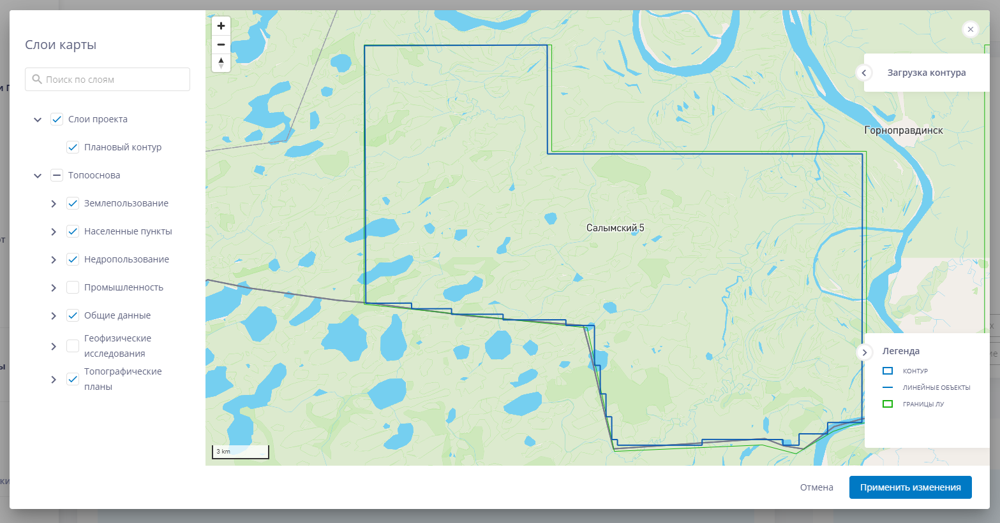 Слои карты
Поиск по слоям
Слои проекта
Плановый контур
Топооснова
Землепользование
Населенные пункты
Недропользование
Промышленность
Общие данные
Геофизические
исследования
Топографические
планы
Загрузка контура
Горноправдинск
Салымский 5
Легенда
КОНТУР
ЛИНЕЙНЫЕ ОБЪЕКТЫ
ГРАНИЦЫ ЛУ
3 km
Отмена
Применить изменения